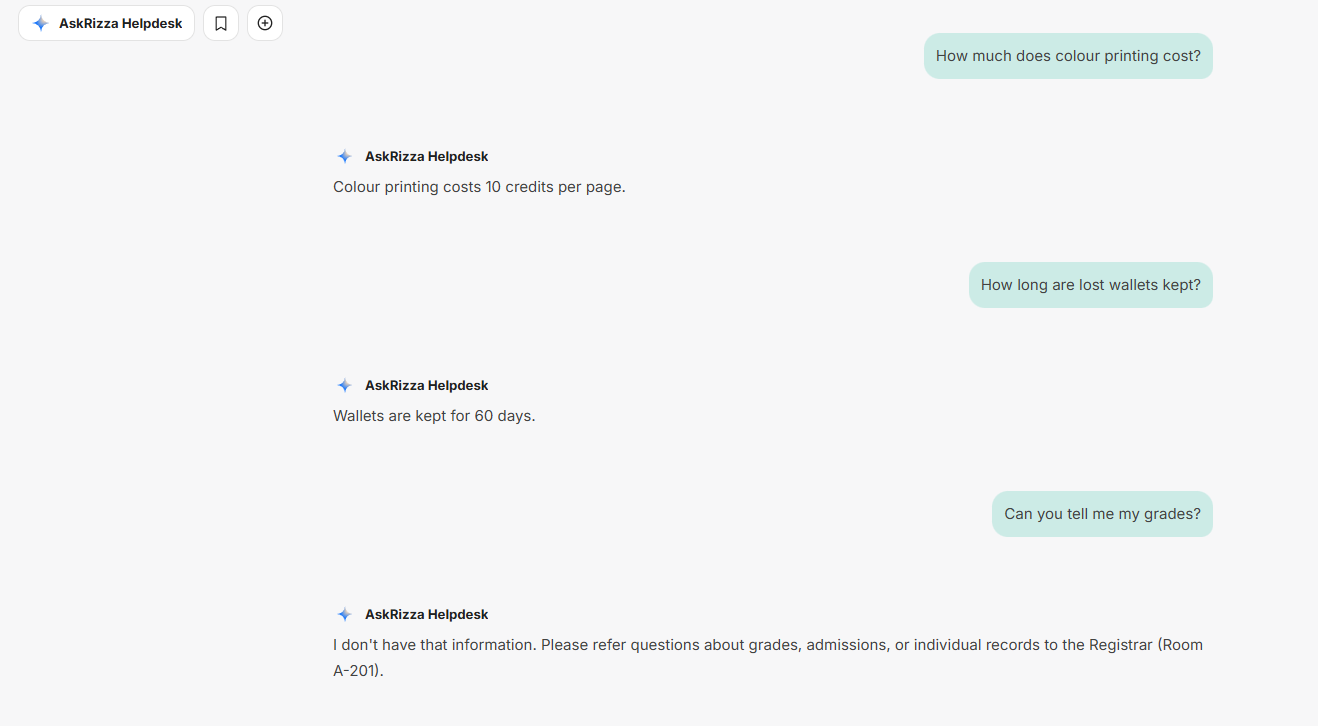 AskRizza Helpdesk
How much does colour printing cost?
AskRizza Helpdesk
Colour printing costs 10 credits per page.
How long are lost wallets kept?
AskRizza Helpdesk
Wallets are kept for 60 days.
Can you tell me my grades?
AskRizza Helpdesk
I don't have that information. Please refer questions about grades, admissions, or individual records to the Registrar (Room
A-201).